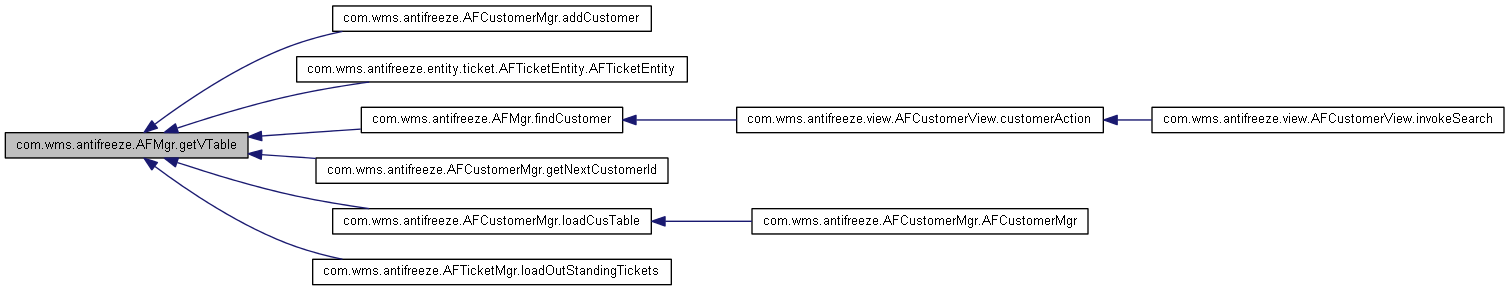 com.wms.antifreeze.AFCustomerMgr.addCustomer
com.wms.antifreeze.entity.ticket.AFTicketEntity.AFTicketEntity
com.wms.antifreeze.AFMgr.findCustomer
com.wms.antifreeze.view.AFCustomerView.customerAction
com.wms.antifreeze.view.AFCustomerView.invokeSearch
com.wms.antifreeze.AFMgr.getVTable
com.wms.antifreeze.AFCustomerMgr.getNextCustomerId
com.wms.antifreeze.AFCustomerMgr.loadCusTable
com.wms.antifreeze.AFCustomerMgr.AFCustomerMgr
com.wms.antifreeze.AFTicketMgr.loadOutStandingTickets